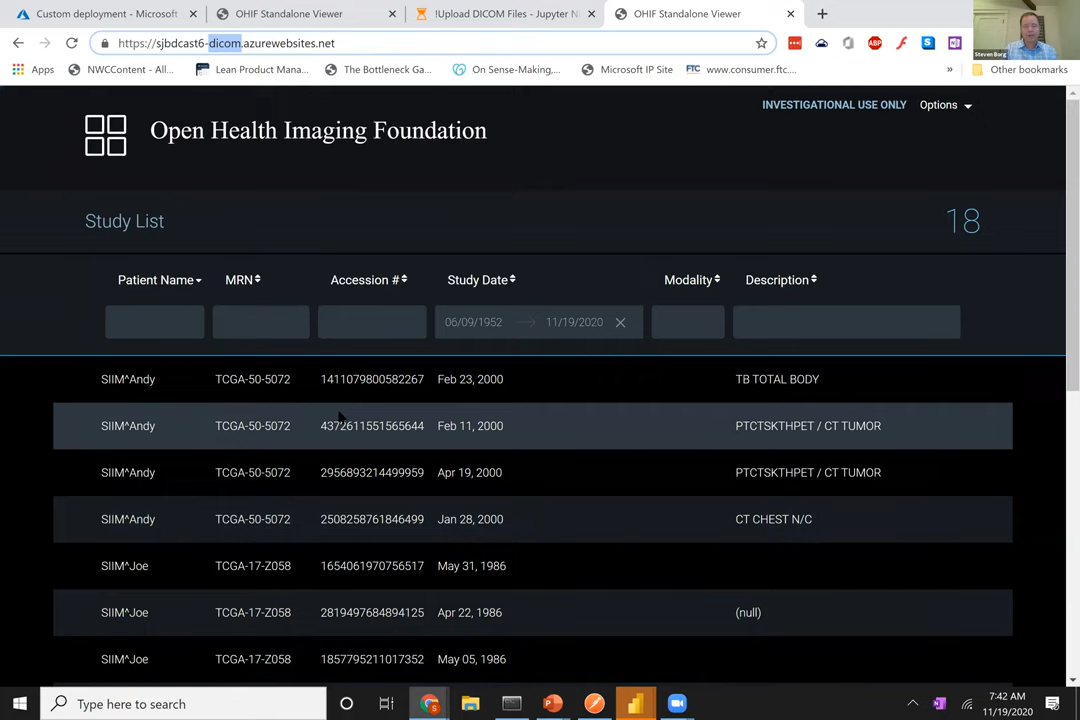 Custom deployment - Microsoft
OHIF Standalone Viewer
!Upload DICOM Files - Jupyter N
OHIF Standalone Viewer
https://sjbdcast6-dicom.azurewebsites.net
ABP
Steven Borg
Apps
NWCContent - All...
Lean Product Mana...
The Bottleneck Ga...
On Sense-Making,...
Microsoft IP Site
FTC
www.consumer.ftc....
»
Other bookmarks
INVESTIGATIONAL USE ONLY
Options
Open Health Imaging Foundation
Study List
18
Patient Name MRN Accession # Study Date Modality Description
06/09/1952 → 11/19/2020
SIIM^Andy TCGA-50-5072 1411079800582267 Feb 23, 2000 TB TOTAL BODY
SIIM^Andy TCGA-50-5072 4372611551565644 Feb 11, 2000 PTCTSKTHPET / CT TUMOR
SIIM^Andy TCGA-50-5072 2956893214499959 Apr 19, 2000 PTCTSKTHPET / CT TUMOR
SIIM^Andy TCGA-50-5072 2508258761846499 Jan 28, 2000 CT CHEST N/C
SIIM^Joe TCGA-17-Z058 1654061970756517 May 31, 1986
SIIM^Joe TCGA-17-Z058 2819497684894125 Apr 22, 1986 (null)
SIIM^Joe TCGA-17-Z058 1857795211017352 May 05, 1986
Type here to search
7:42 AM
11/19/2020